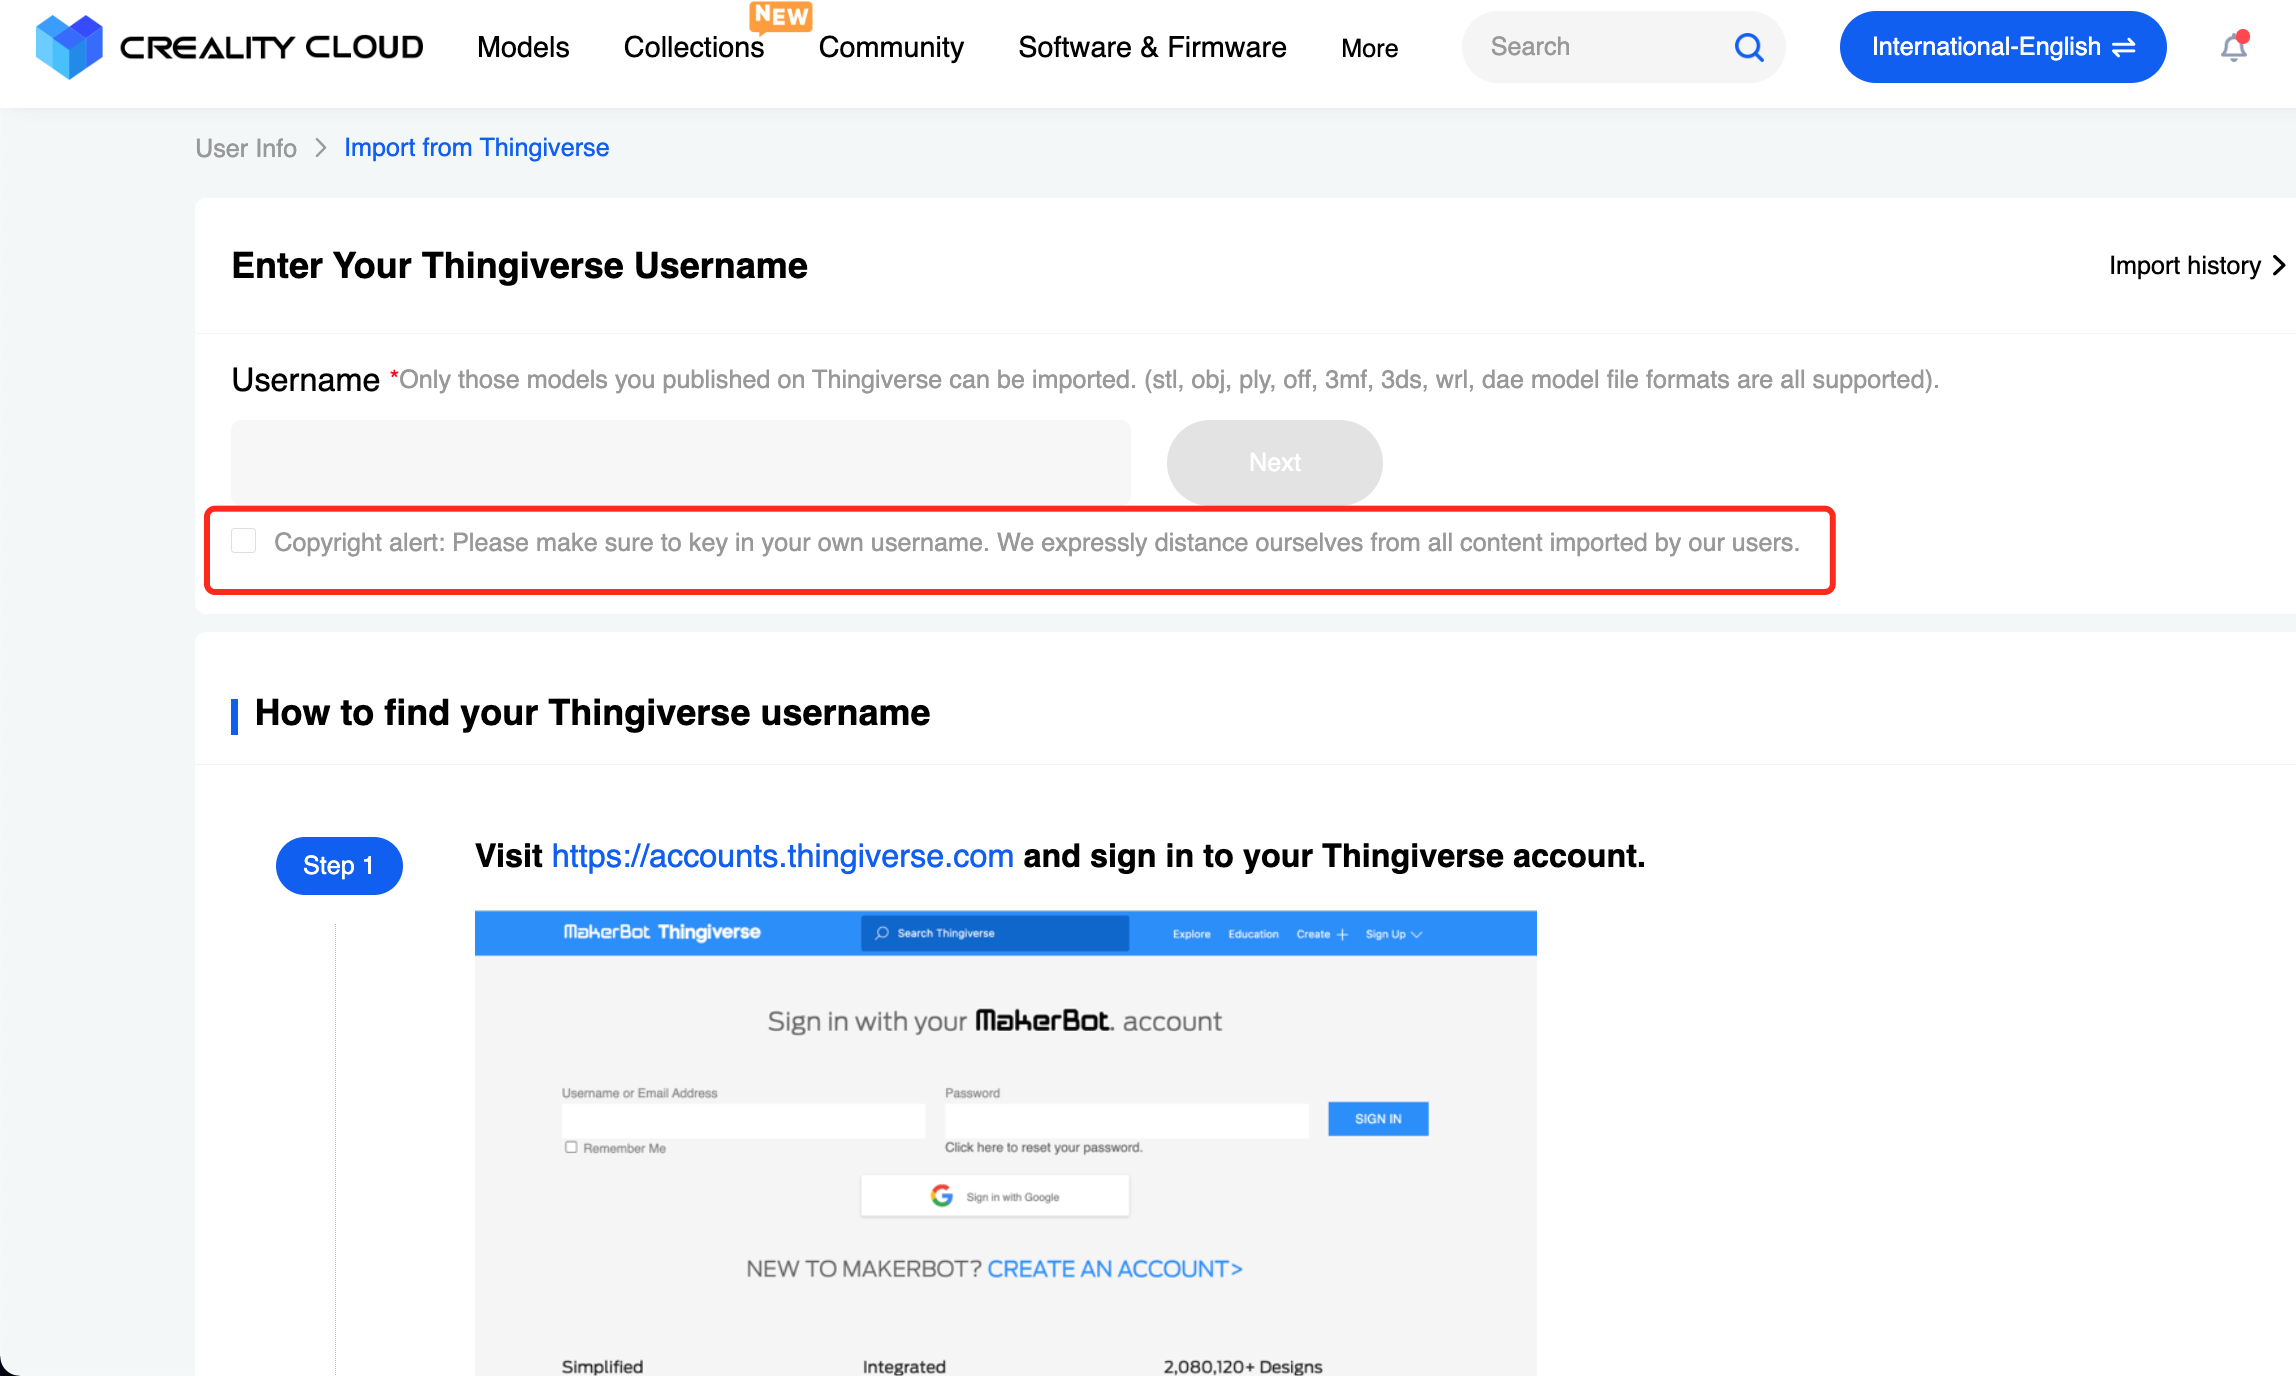 CREALITY CLOUD Models Collections NEW Community Software & Firmware More Search International-English
User Info > Import from Thingiverse
Enter Your Thingiverse Username
Import history >
Username *Only those models you published on Thingiverse can be imported. (stl, obj, ply, off, 3mf, 3ds, wrl, dae model file formats are all supported).
Next
Copyright alert: Please make sure to key in your own username. We expressly distance ourselves from all content imported by our users.
How to find your Thingiverse username
Step 1
Visit https://accounts.thingiverse.com and sign in to your Thingiverse account.
MakerBot Thingiverse Search Thingiverse Explore Education Create + Sign Up
Sign in with your MakerBot. account
Username or Email Address Password
SIGN IN
Remember Me Click here to reset your password.
Sign in with Google
NEW TO MAKERBOT? CREATE AN ACCOUNT>
Simplified Integrated 2,080,120+ Designs